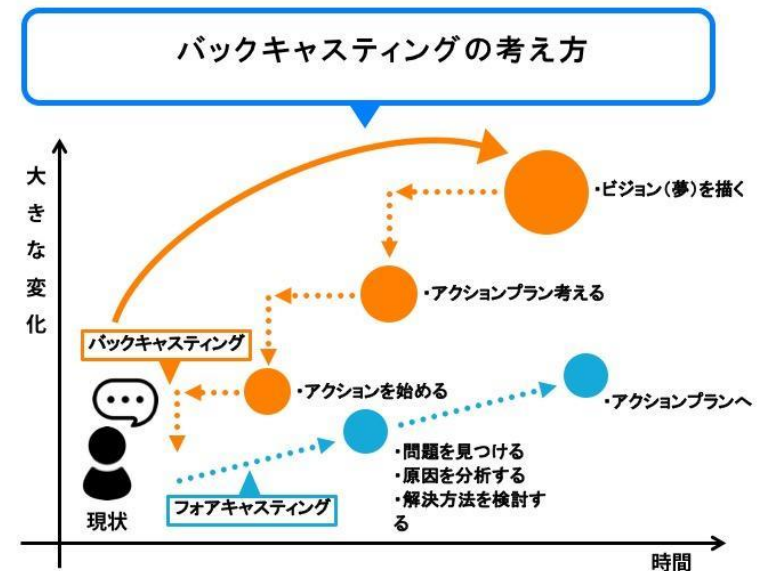 バックキャスティングの考え方
大きな変化
・ビジョン(夢)を描く
・アクションプラン考える
バックキャスティング
・アクションを始める
・アクションプランへ
・問題を見つける
・原因を分析する
・解決方法を検討す
る
フォアキャスティング
現状
時間